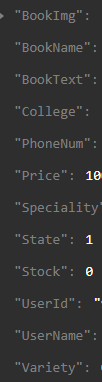 "BookImg":
"BookName":
"BookText":
"College":
"PhoneNum":
"Price": 10
"Speciality"
"State": 1
"Stock": 0
"UserId": "
"UserName":
"Variety":